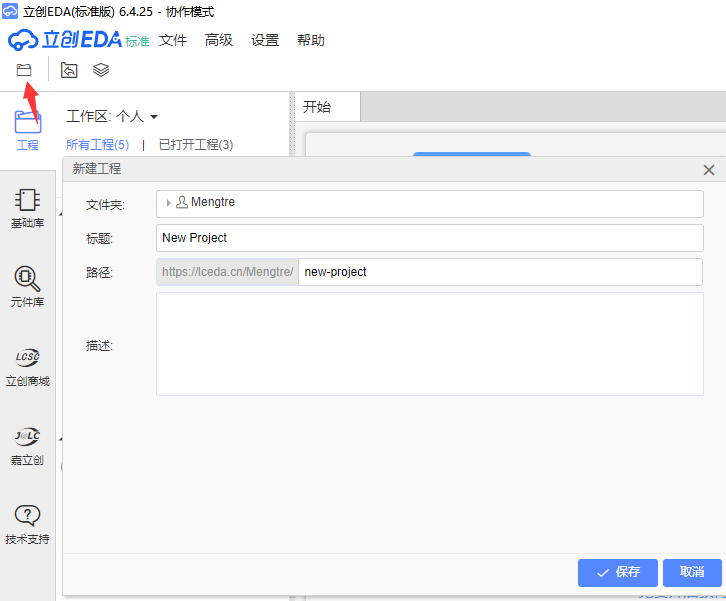 立创EDA(标准版) 6.4.25 - 协作模式
立创EDA 标准 文件 高级 设置 帮助
工程
工作区: 个人
所有工程(5) | 已打开工程(3)
开始
新建工程
文件夹: Mengtre
标题: New Project
路径: https://lceda.cn/Mengtre/ new-project
描述:
基础库
元件库
LCSC
立创商城
J@LC
嘉立创
技术支持
保存 取消